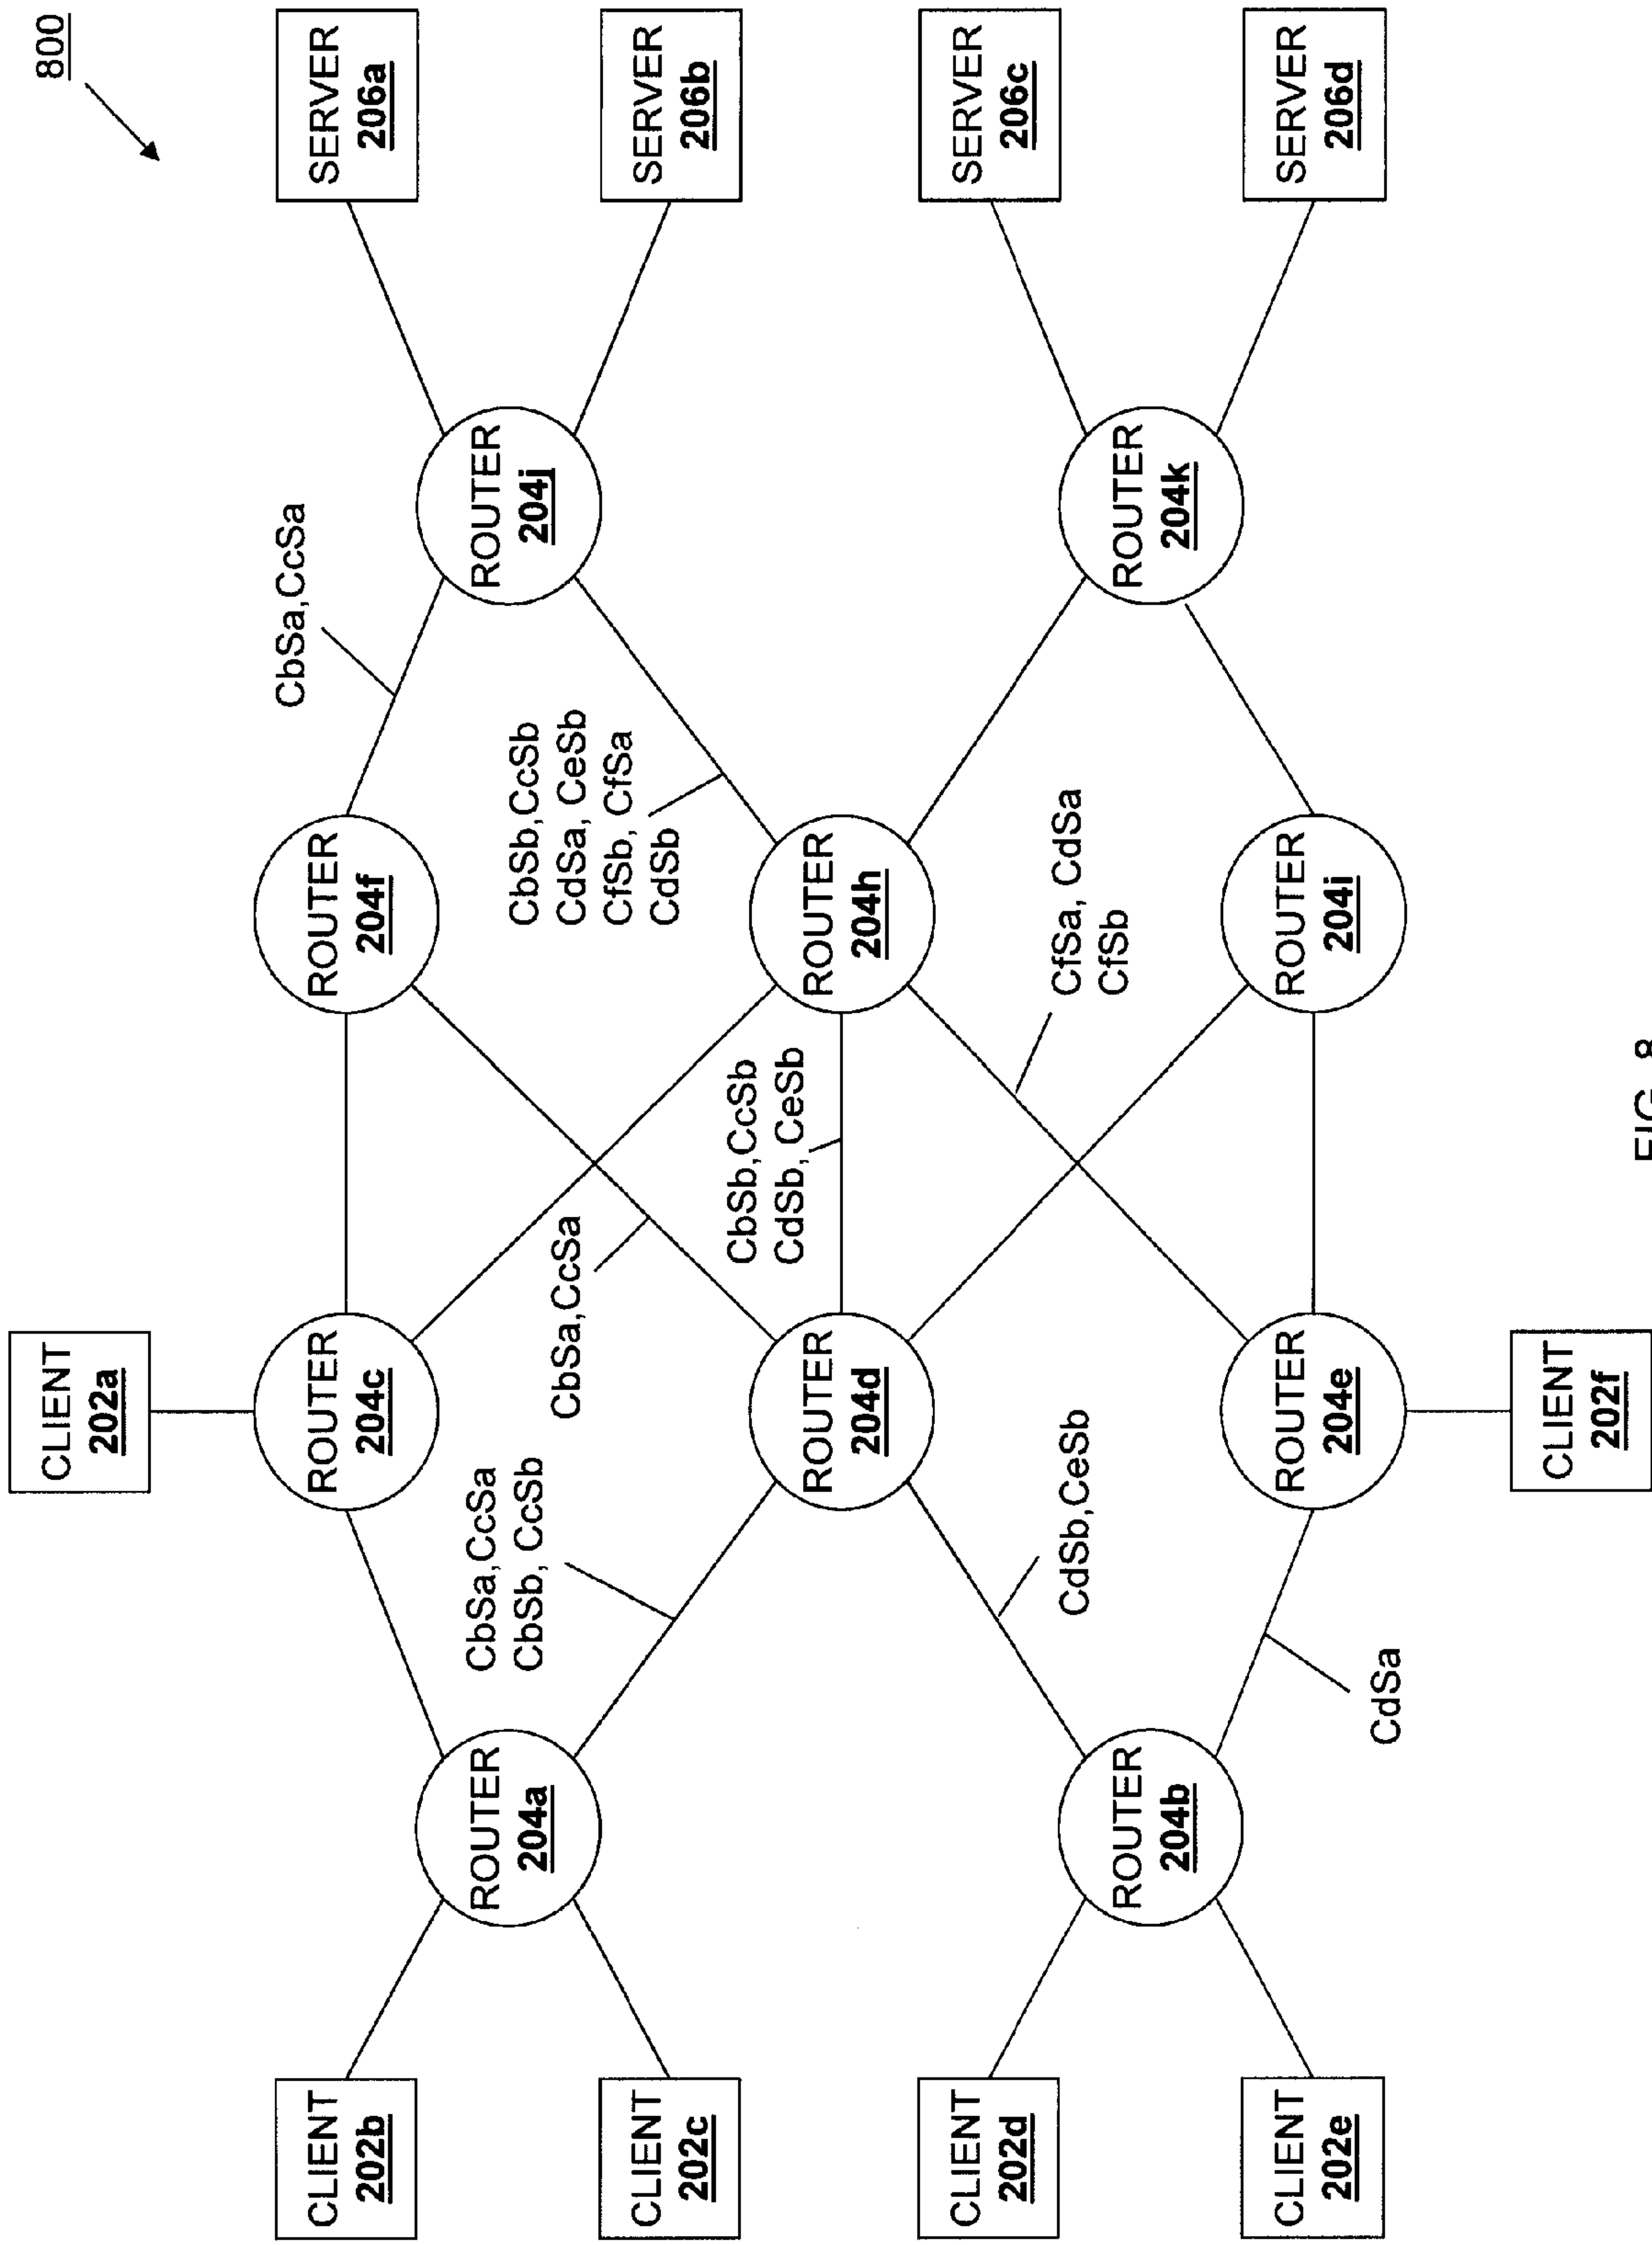 800
CLIENT
202a
CLIENT
202b
CLIENT
202c
CLIENT
202d
CLIENT
202e
CLIENT
202f
ROUTER
204a
ROUTER
204b
ROUTER
204c
ROUTER
204d
ROUTER
204e
ROUTER
204f
ROUTER
204h
ROUTER
204i
ROUTER
204j
ROUTER
204k
SERVER
206a
SERVER
206b
SERVER
206c
SERVER
206d
CbSa,CcSa
CbSb, CcSb
CdSb,CeSb
CdSa
CbSa,CcSa
CbSb,CcSb
CdSb, CeSb
CfSa, CdSa
CfSb
CbSa,CcSa
CbSb,CcSb
CdSa, CeSb
CfSb, CfSa
CdSb
FIG. 8